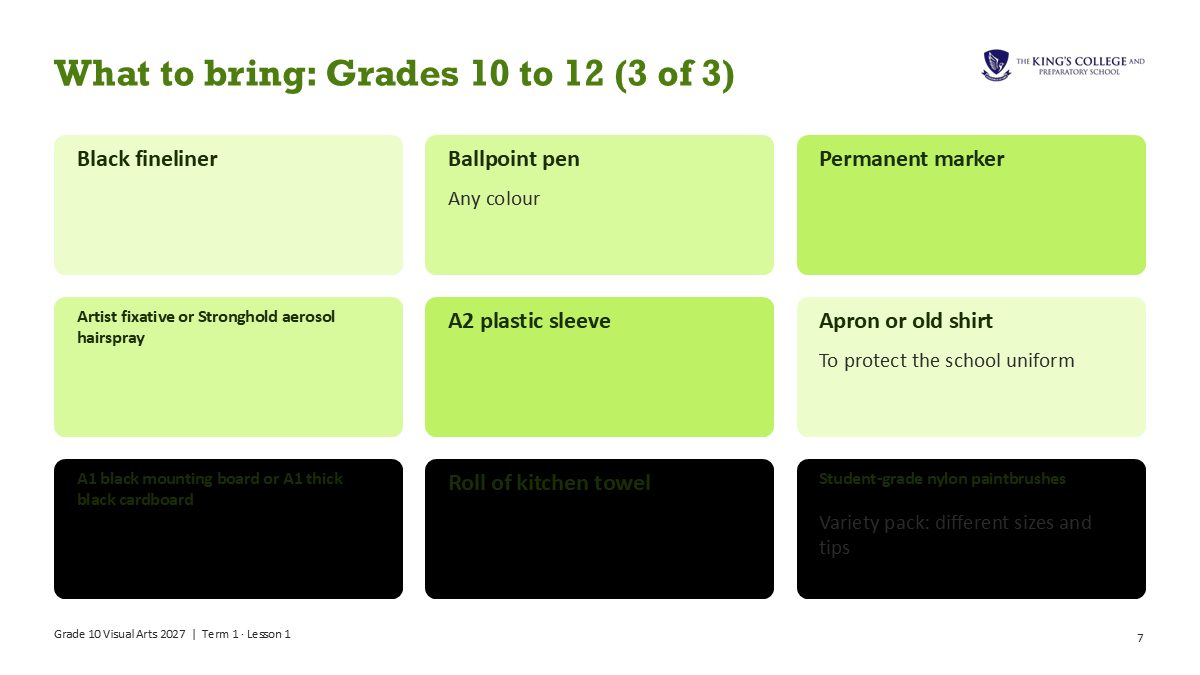 What to bring: Grades 10 to 12 (3 of 3)
THE KING'S COLLEGE AND
PREPARATORY SCHOOL
Black fineliner
Ballpoint pen
Any colour
Permanent marker
Artist fixative or Stronghold aerosol
hairspray
A2 plastic sleeve
Apron or old shirt
To protect the school uniform
A1 black mounting board or A1 thick
black cardboard
Roll of kitchen towel
Student-grade nylon paintbrushes
Variety pack: different sizes and
tips
Grade 10 Visual Arts 2027 | Term 1 · Lesson 1
7